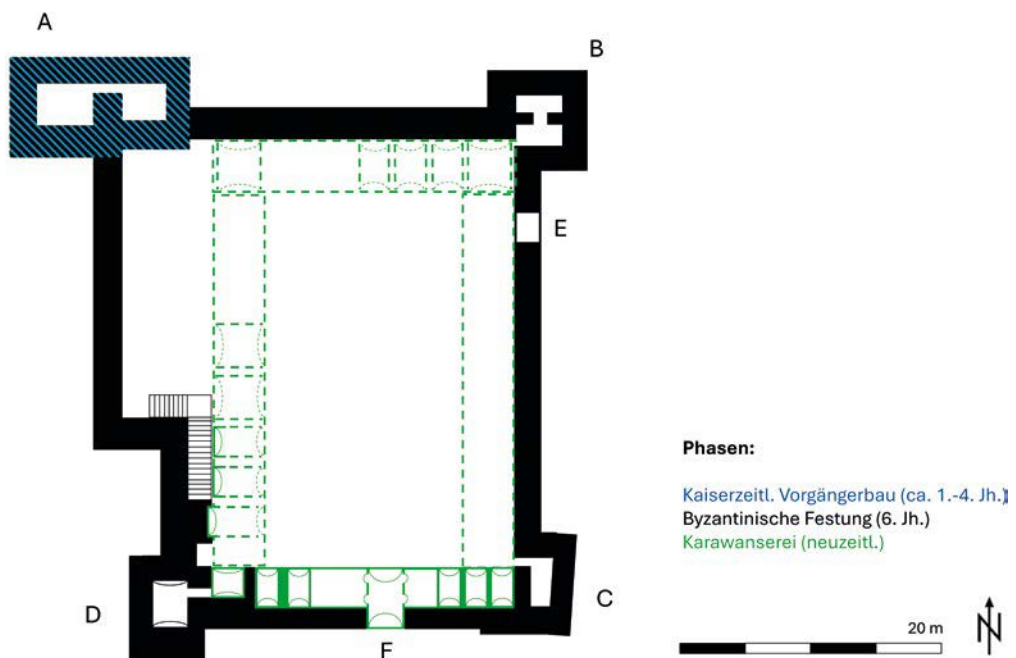 A
B
E
Phasen:
Kaiserzeitl. Vorgängerbau (ca. 1.-4. Jh.)
Byzantinische Festung (6. Jh.)
Karawanserei (neuzeitl.)
D
C
F
20 m
N